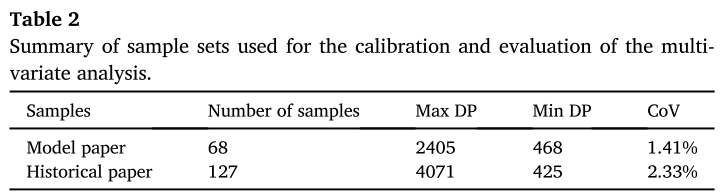 Table 2
Summary of sample sets used for the calibration and evaluation of the multi-
variate analysis.
Samples Number of samples Max DP Min DP CoV
Model paper 68 2405 468 1.41%
Historical paper 127 4071 425 2.33%